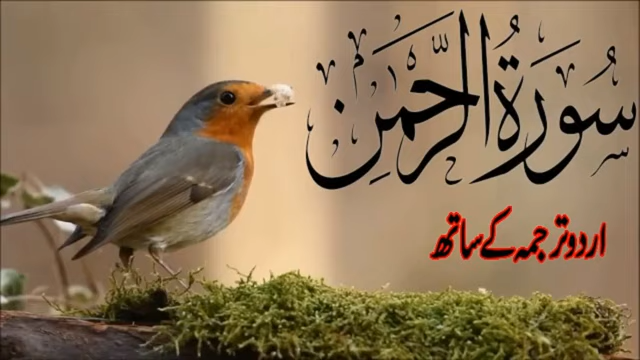 سُورَةُ الرَّحْمٰن
اردو ترجمہ کے ساتھ